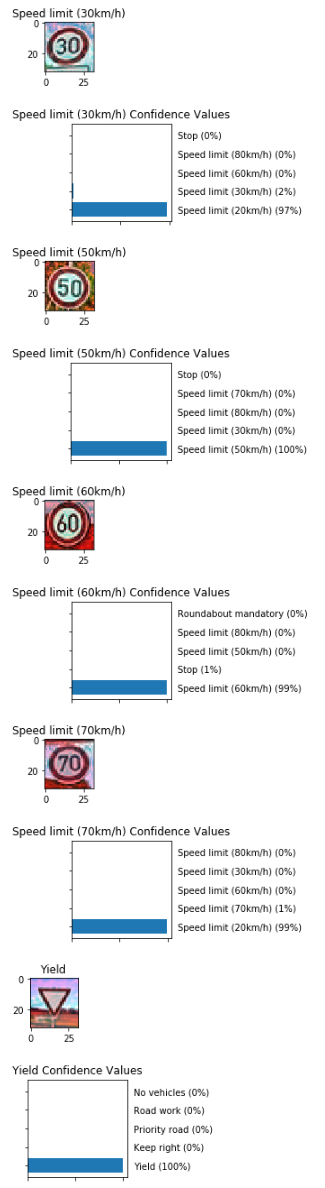 Speed limit (30km/h)
0
20
30
0 25
Speed limit (30km/h) Confidence Values
Stop (0%)
Speed limit (80km/h) (0%)
Speed limit (60km/h) (0%)
Speed limit (30km/h) (2%)
Speed limit (20km/h) (97%)
Speed limit (50km/h)
0
20
50
0 25
Speed limit (50km/h) Confidence Values
Stop (0%)
Speed limit (70km/h) (0%)
Speed limit (80km/h) (0%)
Speed limit (30km/h) (0%)
Speed limit (50km/h) (100%)
Speed limit (60km/h)
0
20
60
0 25
Speed limit (60km/h) Confidence Values
Roundabout mandatory (0%)
Speed limit (80km/h) (0%)
Speed limit (50km/h) (0%)
Stop (1%)
Speed limit (60km/h) (99%)
Speed limit (70km/h)
0
20
70
0 25
Speed limit (70km/h) Confidence Values
Speed limit (80km/h) (0%)
Speed limit (30km/h) (0%)
Speed limit (60km/h) (0%)
Speed limit (70km/h) (1%)
Speed limit (20km/h) (99%)
Yield
0
20
0 25
Yield Confidence Values
No vehicles (0%)
Road work (0%)
Priority road (0%)
Keep right (0%)
Yield (100%)